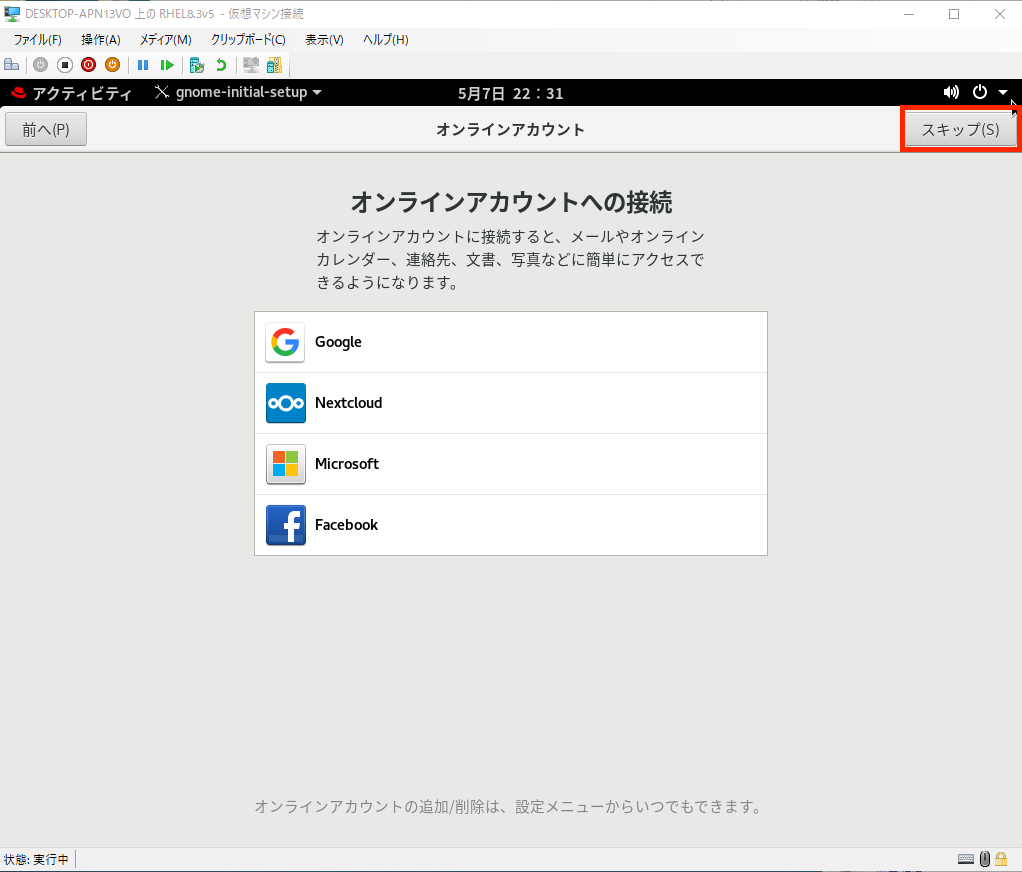 DESKTOP-APN13VO 上の RHEL8.3v5 - 仮想マシン接続
ファイル(F) 操作(A) メディア(M) クリップボード(C) 表示(V) ヘルプ(H)
アクティビティ gnome-initial-setup 5月7日 22：31
前へ(P) オンラインアカウント スキップ(S)
オンラインアカウントへの接続
オンラインアカウントに接続すると、メールやオンライン
カレンダー、連絡先、文書、写真などに簡単にアクセスで
きるようになります。
Google
Nextcloud
Microsoft
Facebook
オンラインアカウントの追加/削除は、設定メニューからいつでもできます。
状態: 実行中